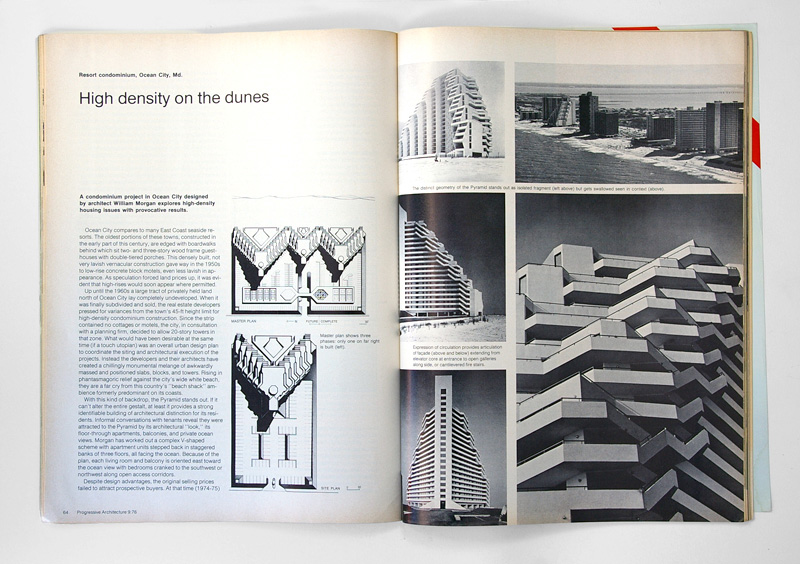 Resort condominium, Ocean City, Md.
High density on the dunes
A condominium project in Ocean City designed
by architect William Morgan explores high-density
housing issues with provocative results.
Ocean City compares to many East Coast seaside re-
sorts. The oldest portions of these towns, constructed in
the early part of this century, are edged with boardwalks
behind which sit two- and three-story wood frame guest-
houses with double-tiered porches. This densely built, not
very lavish vernacular construction gave way in the 1950s
to low-rise concrete block motels, even less lavish in ap-
pearance. As speculation forced land prices up, it was evi-
dent that high-rises would soon appear where permitted.
Up until the 1960s a large tract of privately held land
north of Ocean City lay completely undeveloped. When it
was finally subdivided and sold, the real estate developers
pressed for variances from the town's 45-ft height limit for
high-density condominium construction. Since the strip
contained no cottages or motels, the city, in consultation
with a planning firm, decided to allow 20-story towers in
that zone. What would have been desirable at the same
time (if a touch utopian) was an overall urban design plan
to coordinate the siting and architectural execution of the
projects. Instead the developers and their architects have
created a chillingly monumental melange of awkwardly
massed and positioned slabs, blocks, and towers. Rising in
phantasmagoric relief against the city's wide white beach,
they are a far cry from this country's "beach shack" am-
bience formerly predominant on its coasts.
With this kind of backdrop, the Pyramid stands out. If it
can't alter the entire gestalt, at least it provides a strong
identifiable building of architectural distinction for its resi-
dents. Informal conversations with tenants reveal they were
attracted to the Pyramid by its architectural "look," its
floor-through apartments, balconies, and private ocean
views. Morgan has worked out a complex V-shaped
scheme with apartment units stepped back in staggered
banks of three floors, all facing the ocean. Because of the
plan, each living room and balcony is oriented east toward
the ocean view with bedrooms cranked to the southwest or
northwest along open access corridors.
Despite design advantages, the original selling prices
failed to attract prospective buyers. At that time (1974-75)
MASTER PLAN
FUTURE COMPLETE
Master plan shows three
phases: only one on far right
is built (left).
SITE PLAN
64 Progressive Architecture 9:76
The distinct geometry of the Pyramid stands out as isolated fragment (left above) but gets swallowed seen in context (above).
Expression of circulation provides articulation
of façade (above and below) extending from
elevator core at entrance to open galleries
along side, or cantilevered fire stairs.